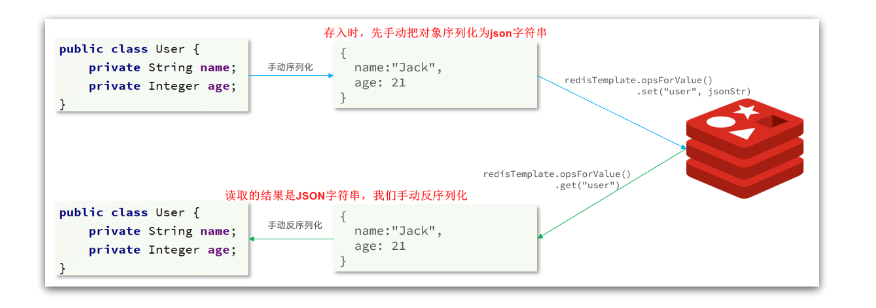 存入时，先手动把对象序列化为json字符串
public class User {
private String name;
private Integer age;
}
手动序列化
{
name:"Jack",
age: 21
}
redisTemplate.opsForValue()
.set("user", jsonStr)
redisTemplate.opsForValue()
.get("user")
读取的结果是JSON字符串，我们手动反序列化
public class User {
private String name;
private Integer age;
}
手动反序列化
{
name:"Jack",
age: 21
}